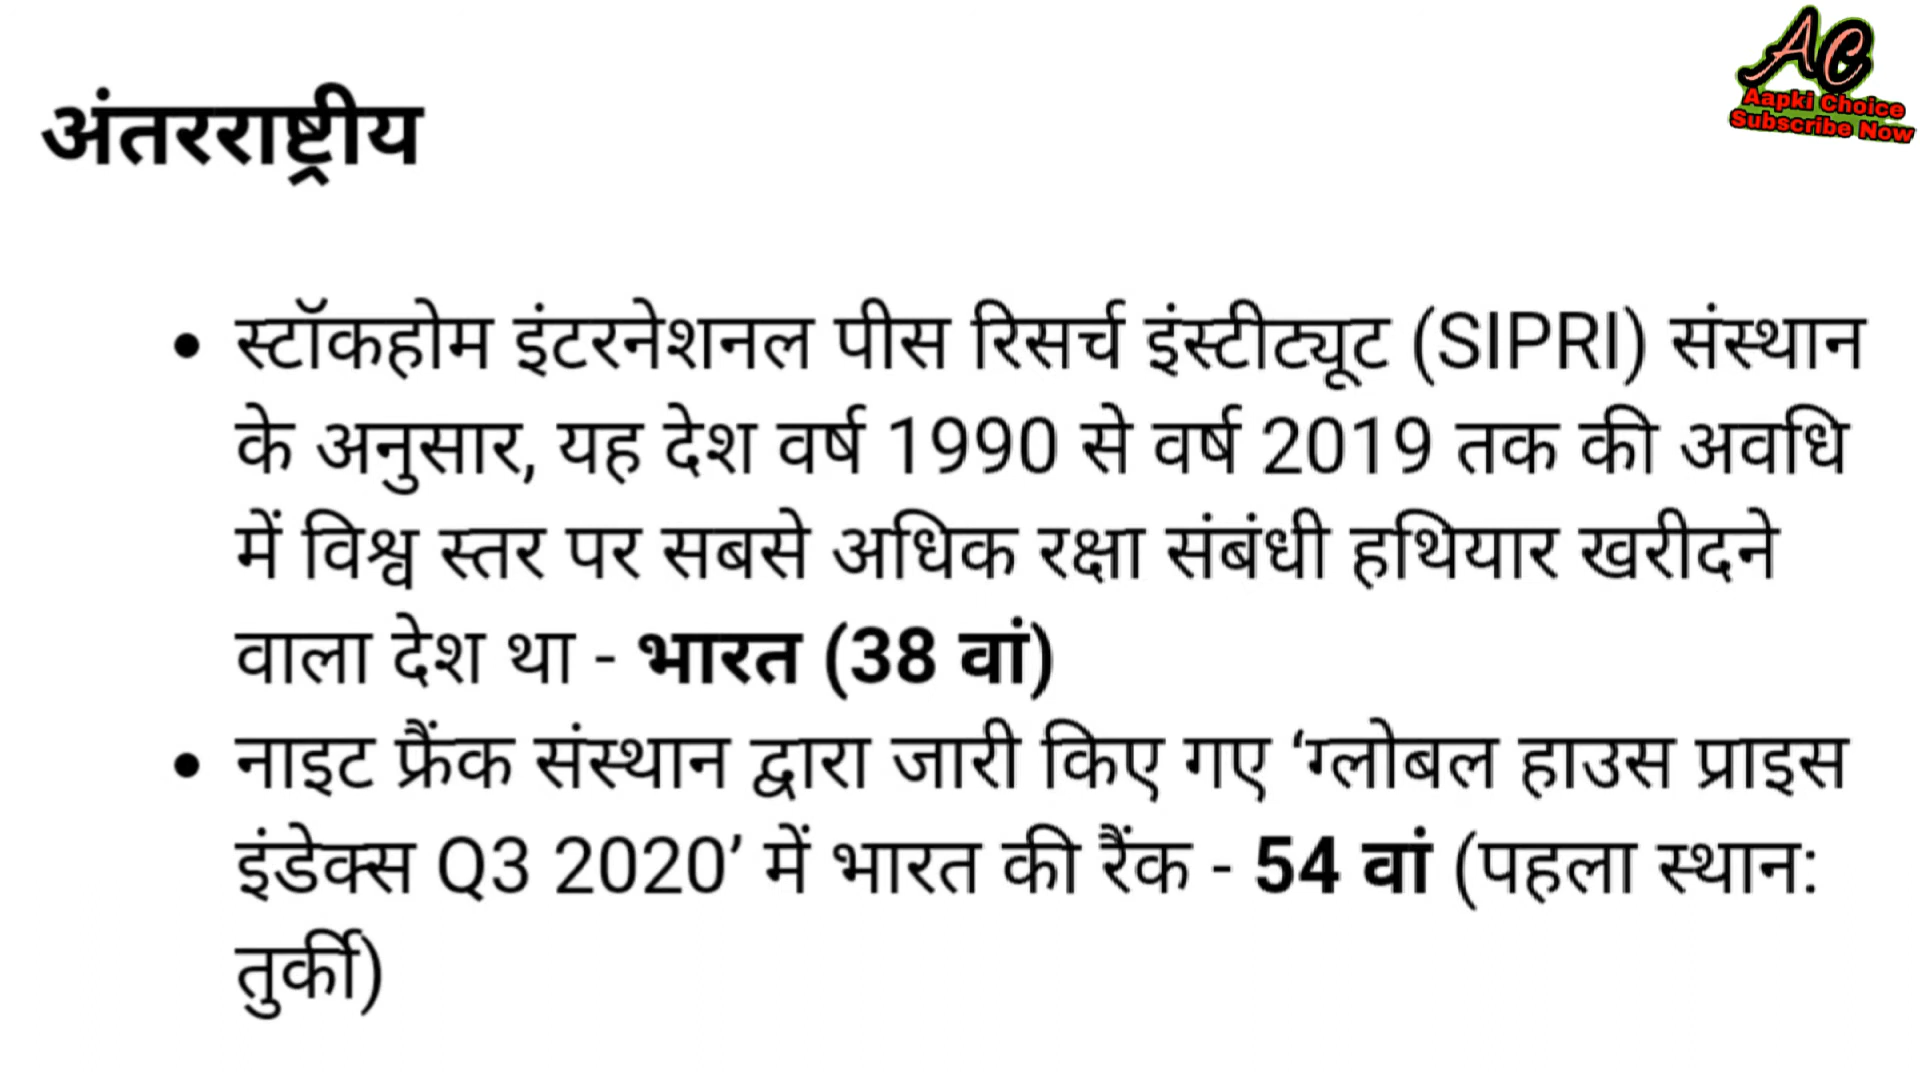 AC
Aapki Choice
Subscribe Now
अंतरराष्ट्रीय
• स्टॉकहोम इंटरनेशनल पीस रिसर्च इंस्टीट्यूट (SIPRI) संस्थान
के अनुसार, यह देश वर्ष 1990 से वर्ष 2019 तक की अवधि
में विश्व स्तर पर सबसे अधिक रक्षा संबंधी हथियार खरीदने
वाला देश था - भारत (38 वां)
• नाइट फ्रैंक संस्थान द्वारा जारी किए गए ‘ग्लोबल हाउस प्राइस
इंडेक्स Q3 2020’ में भारत की रैंक - 54 वां (पहला स्थान:
तुर्की)